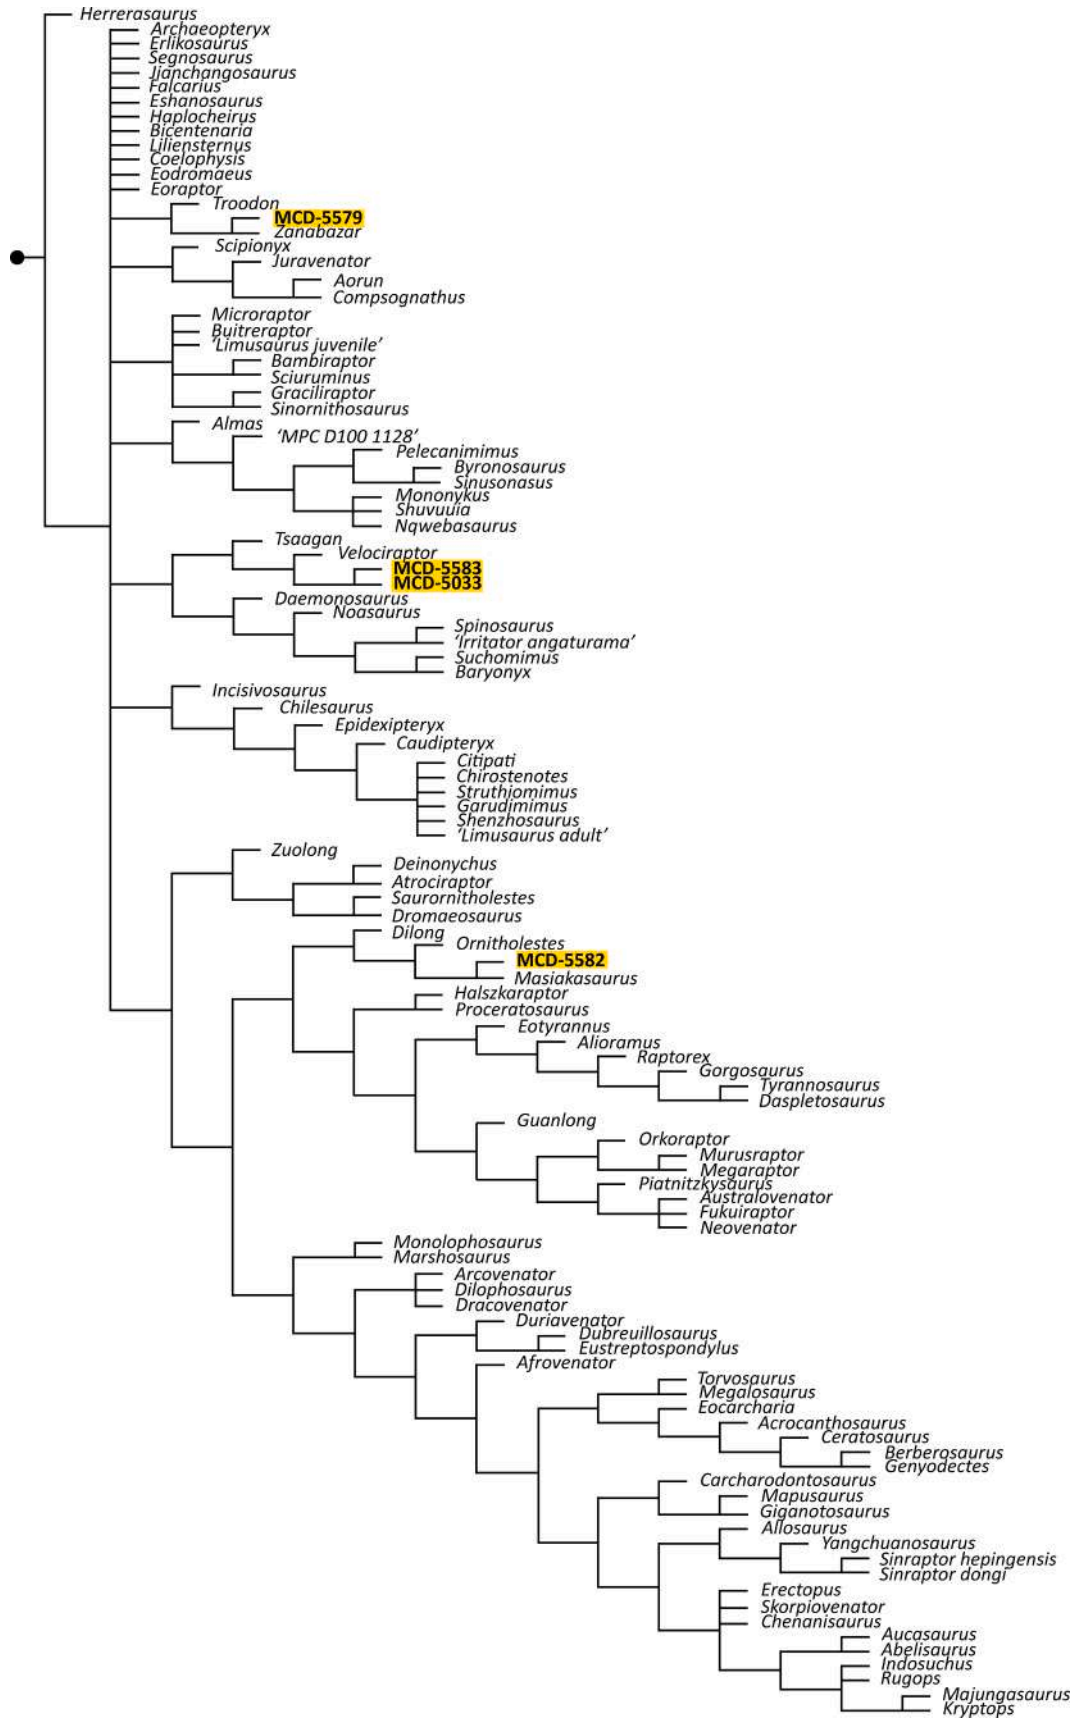 Herrerasaurus
Archaeopteryx
Erlikosaurus
Segnosaurus
Jianchangosaurus
Falcarius
Eshanosaurus
Haplocheirus
Bicentenaria
Liliensternus
Coelophysis
Eodromaeus
Eoraptor
Troodon
MCD-5579
Zanabazar
Scipionyx
Juravenator
Aorun
Compsognathus
Microraptor
Buitreraptor
'Limusaurus juvenile'
Bambiraptor
Sciuruminus
Graciliraptor
Sinornithosaurus
Almas
‘MPC D100 1128’
Pelecanimimus
Byronosaurus
Sinusonasus
Mononykus
Shuvuuia
Nqwebasaurus
Tsaagan
Velociraptor
MCD-5583
MCD-5033
Daemonosaurus
Noasaurus
Spinosaurus
‘Irritator angaturama’
Suchomimus
Baryonyx
Incisivosaurus
Chilesaurus
Epidexipteryx
Caudipteryx
Citipati
Chirostenotes
Struthiomimus
Garudimimus
Shenzhosaurus
‘Limusaurus adult’
Zuolong
Deinonychus
Atrociraptor
Saurornitholestes
Dromaeosaurus
Dilong
Ornitholestes
MCD-5582
Masiakasaurus
Halszkaraptor
Proceratosaurus
Eotyrannus
Alioramus
Raptorex
Gorgosaurus
Tyrannosaurus
Daspletosaurus
Guanlong
Orkoraptor
Murusraptor
Megaraptor
Piatnitzkysaurus
Australovenator
Fukuiraptor
Neovenator
Monolophosaurus
Marshosaurus
Arcovenator
Dilophosaurus
Dracovenator
Duriavenator
Dubreuillosaurus
Eustreptospondylus
Afrovenator
Torvosaurus
Megalosaurus
Eocarcharia
Acrocanthosaurus
Ceratosaurus
Berberosaurus
Genyodectes
Carcharodontosaurus
Mapusaurus
Giganotosaurus
Allosaurus
Yangchuanosaurus
Sinraptor hepingensis
Sinraptor dongi
Erectopus
Skorpiovenator
Chenanisaurus
Aucasaurus
Abelisaurus
Indosuchus
Rugops
Majungasaurus
Kryptops